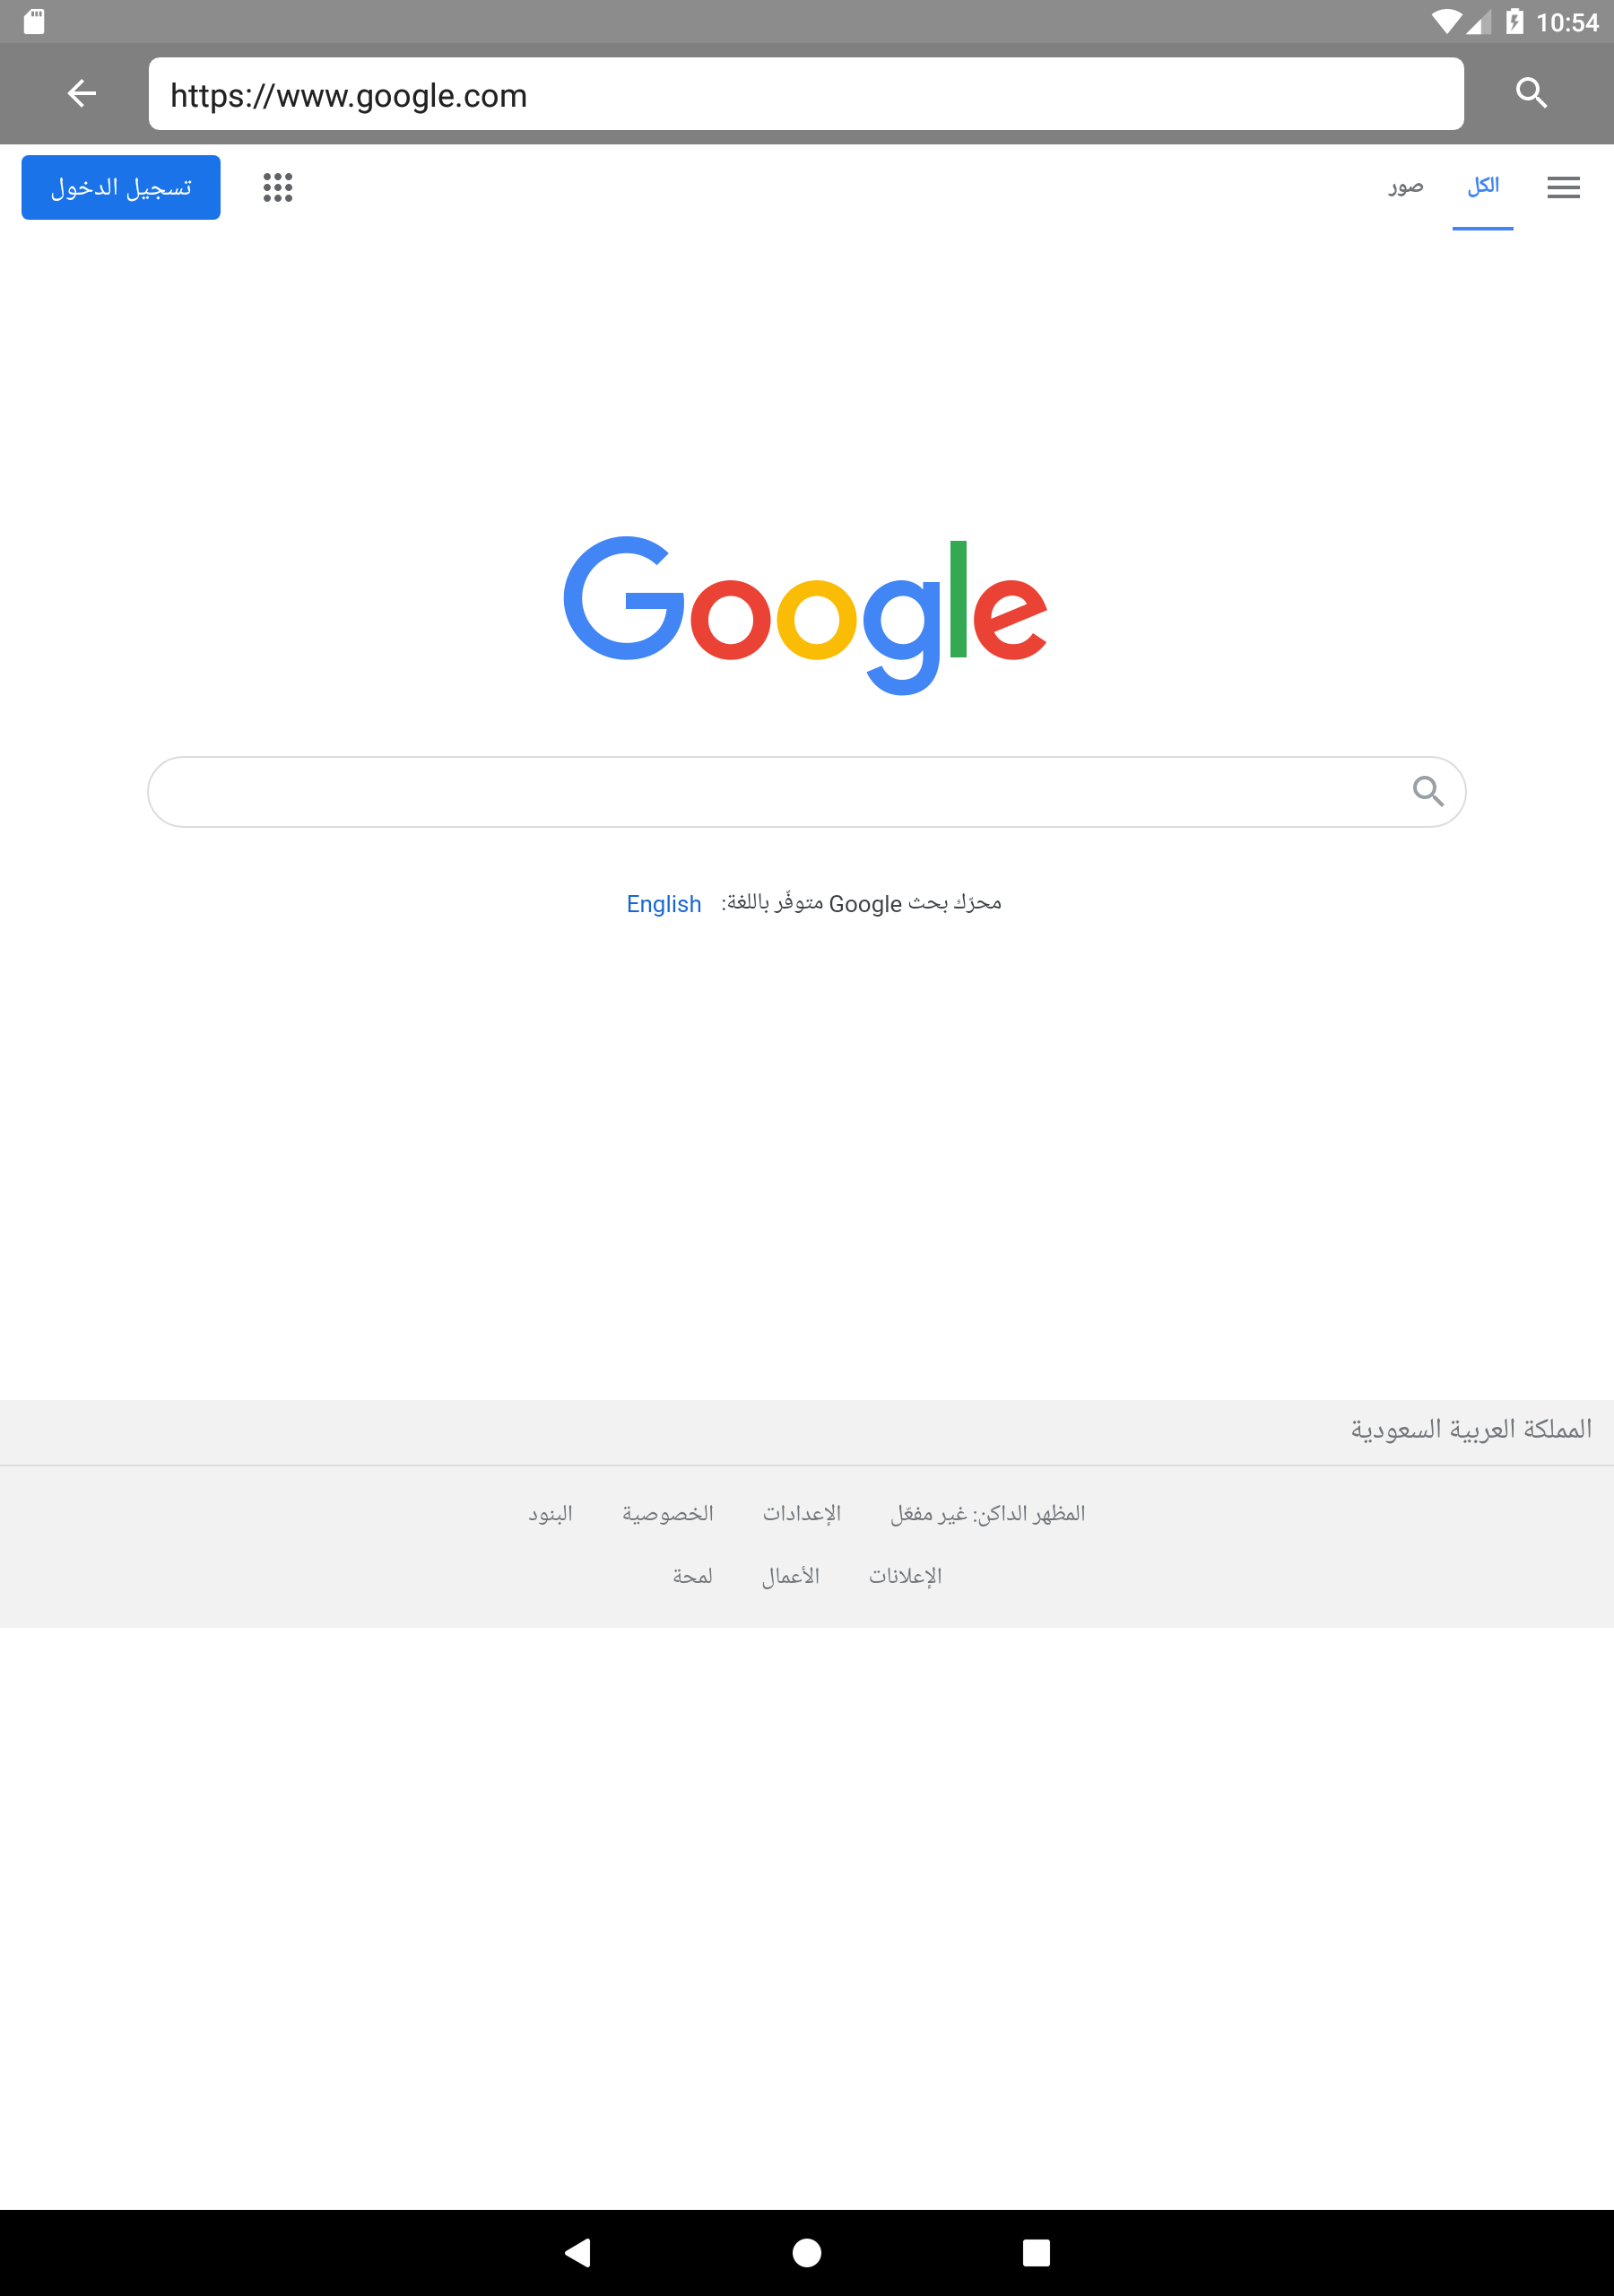 10:54
https://www.google.com
الكل صور تسجيل الدخول
Google
محرّك بحث Google متوفّر باللغة: English
المملكة العربية السعودية
المظهر الداكن: غير مفعّل الإعدادات الخصوصية البنود
الإعلانات الأعمال لمحة